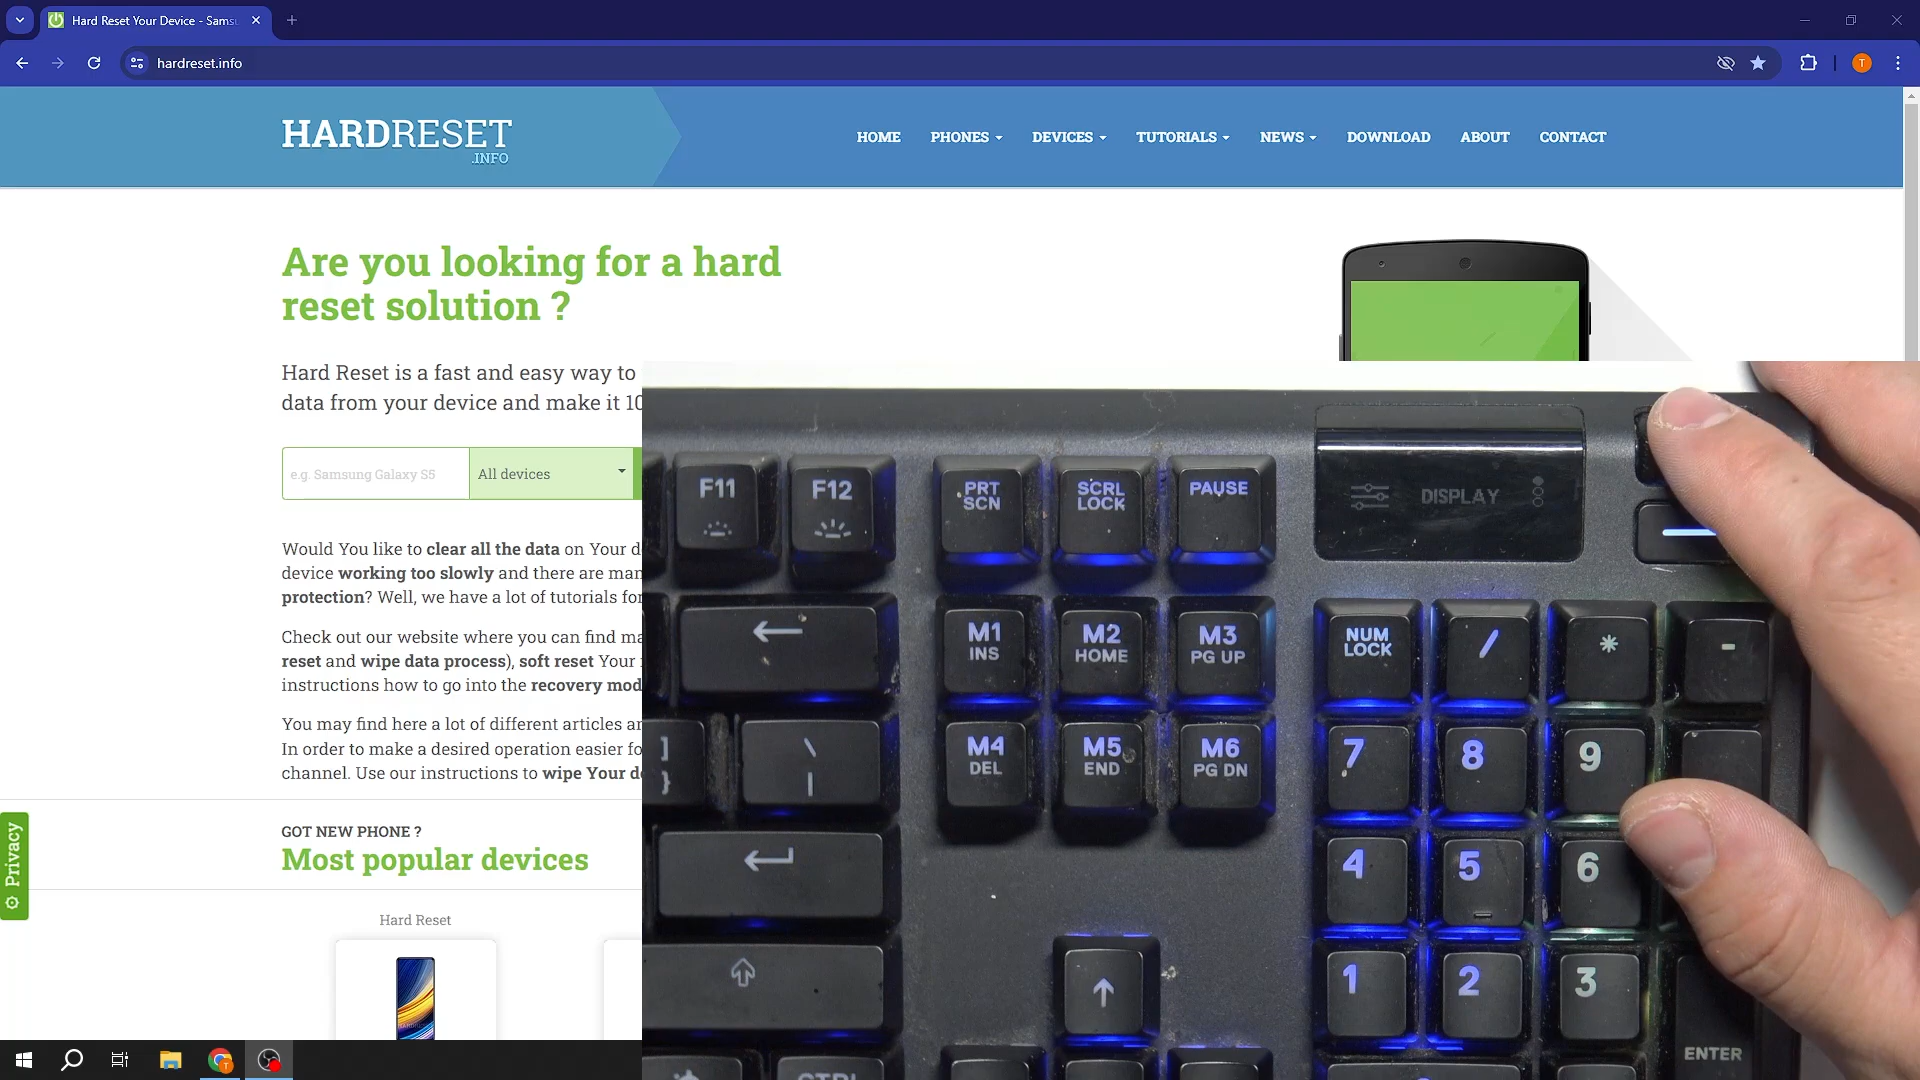 Hard Reset Your Device - Sams
hardreset.info
T
HARDRESET
.INFO
HOME PHONES DEVICES TUTORIALS NEWS DOWNLOAD ABOUT CONTACT
Are you looking for a hard
reset solution ?
Hard Reset is a fast and easy way to
data from your device and make it 10
e.g. Samsung Galaxy S5 All devices
Would You like to clear all the data on Your d
device working too slowly and there are man
protection? Well, we have a lot of tutorials for
Check out our website where you can find ma
reset and wipe data process), soft reset Your
instructions how to go into the recovery mod
You may find here a lot of different articles an
In order to make a desired operation easier fo
channel. Use our instructions to wipe Your de
Privacy
GOT NEW PHONE ?
Most popular devices
Hard Reset
F11 F12 PRT SCN SCRL LOCK PAUSE DISPLAY
M1 INS M2 HOME M3 PG UP NUM LOCK / * -
] } \ | M4 DEL M5 END M6 PG DN 7 8 9
4 5 6
1 2 3
ENTER
CTRL